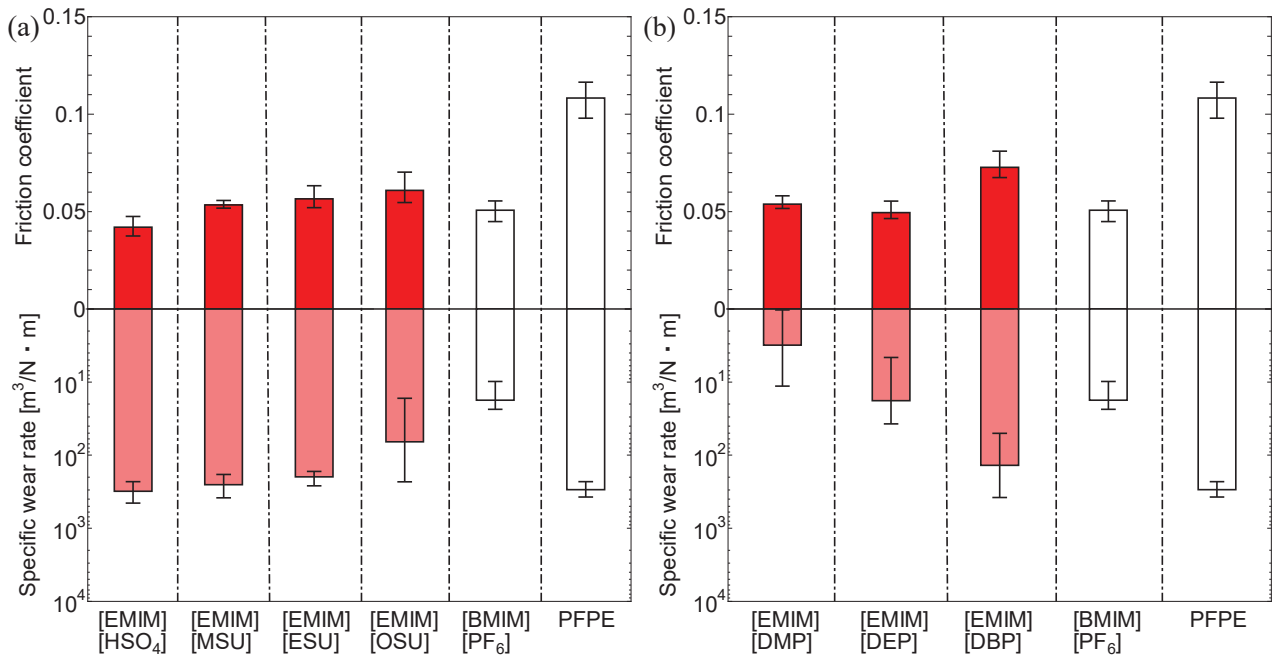 (a)
Friction coefficient
0.15
0.1
0.05
0
Specific wear rate [m³/N・m]
10¹
10²
10³
10⁴
[EMIM]
[HSO₄]
[EMIM]
[MSU]
[EMIM]
[ESU]
[EMIM]
[OSU]
[BMIM]
[PF₆]
PFPE
(b)
Friction coefficient
0.15
0.1
0.05
0
Specific wear rate [m³/N・m]
10¹
10²
10³
10⁴
[EMIM]
[DMP]
[EMIM]
[DEP]
[EMIM]
[DBP]
[BMIM]
[PF₆]
PFPE